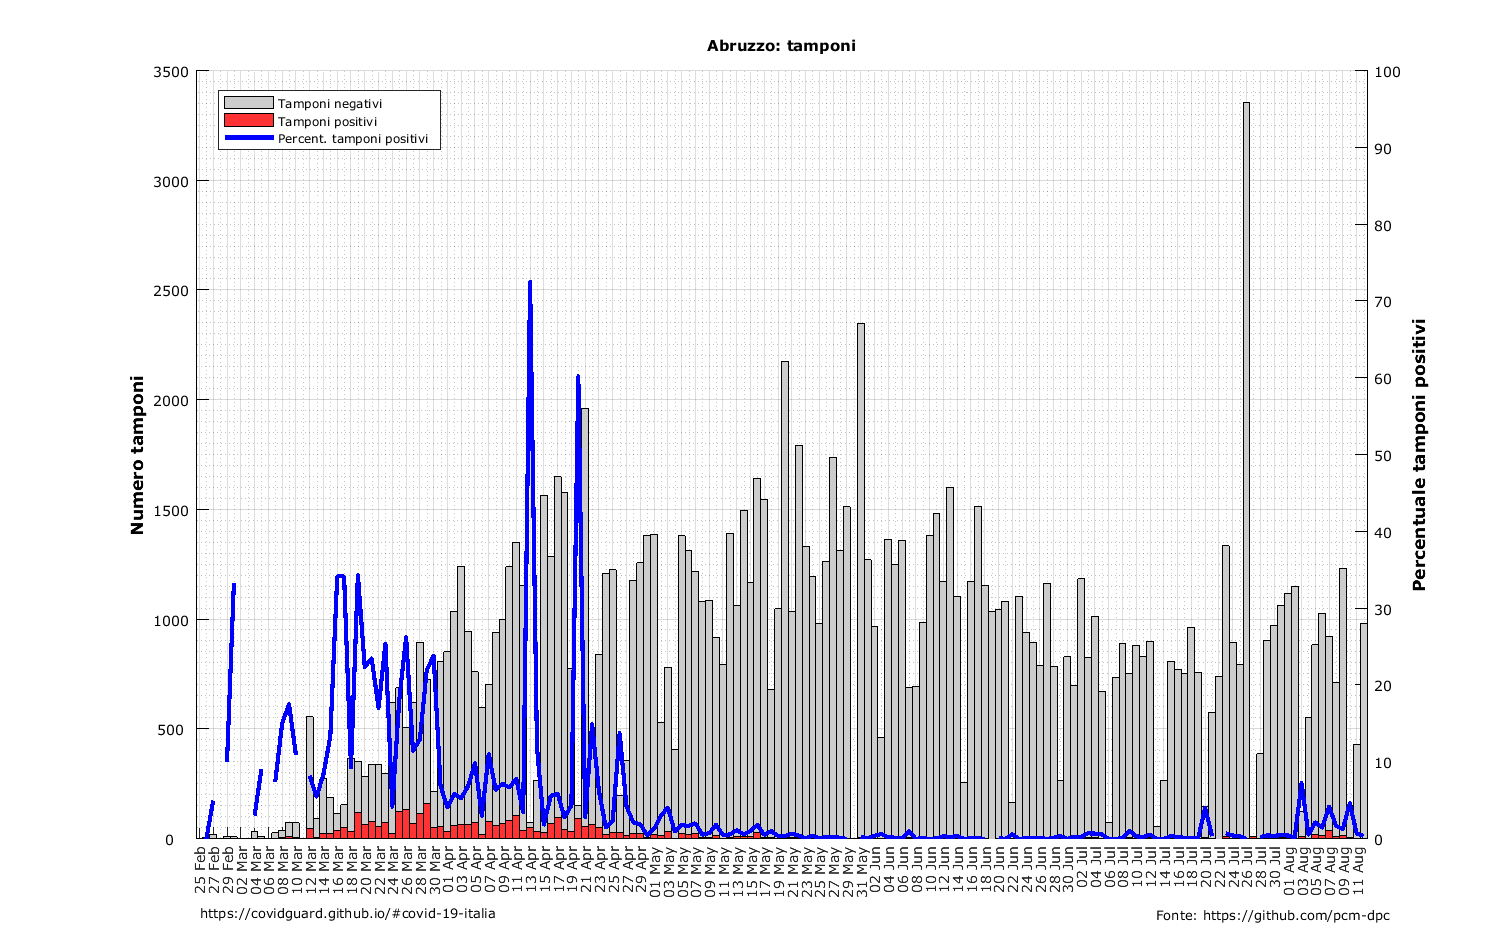 Abruzzo: tamponi
3500
3000
2500
2000
1500
1000
500
0
100
90
80
70
60
50
40
30
20
10
0
Tamponi negativi
Tamponi positivi
Percent. tamponi positivi
Numero tamponi
Percentuale tamponi positivi
25 Feb
27 Feb
29 Feb
02 Mar
04 Mar
06 Mar
08 Mar
10 Mar
12 Mar
14 Mar
16 Mar
18 Mar
20 Mar
22 Mar
24 Mar
26 Mar
28 Mar
30 Mar
01 Apr
03 Apr
05 Apr
07 Apr
09 Apr
11 Apr
13 Apr
15 Apr
17 Apr
19 Apr
21 Apr
23 Apr
25 Apr
27 Apr
29 Apr
01 May
03 May
05 May
07 May
09 May
11 May
13 May
15 May
17 May
19 May
21 May
23 May
25 May
27 May
29 May
31 May
02 Jun
04 Jun
06 Jun
08 Jun
10 Jun
12 Jun
14 Jun
16 Jun
18 Jun
20 Jun
22 Jun
24 Jun
26 Jun
28 Jun
30 Jun
02 Jul
04 Jul
06 Jul
08 Jul
10 Jul
12 Jul
14 Jul
16 Jul
18 Jul
20 Jul
22 Jul
24 Jul
26 Jul
28 Jul
30 Jul
01 Aug
03 Aug
05 Aug
07 Aug
09 Aug
11 Aug
https://covidguard.github.io/#covid-19-italia
Fonte: https://github.com/pcm-dpc